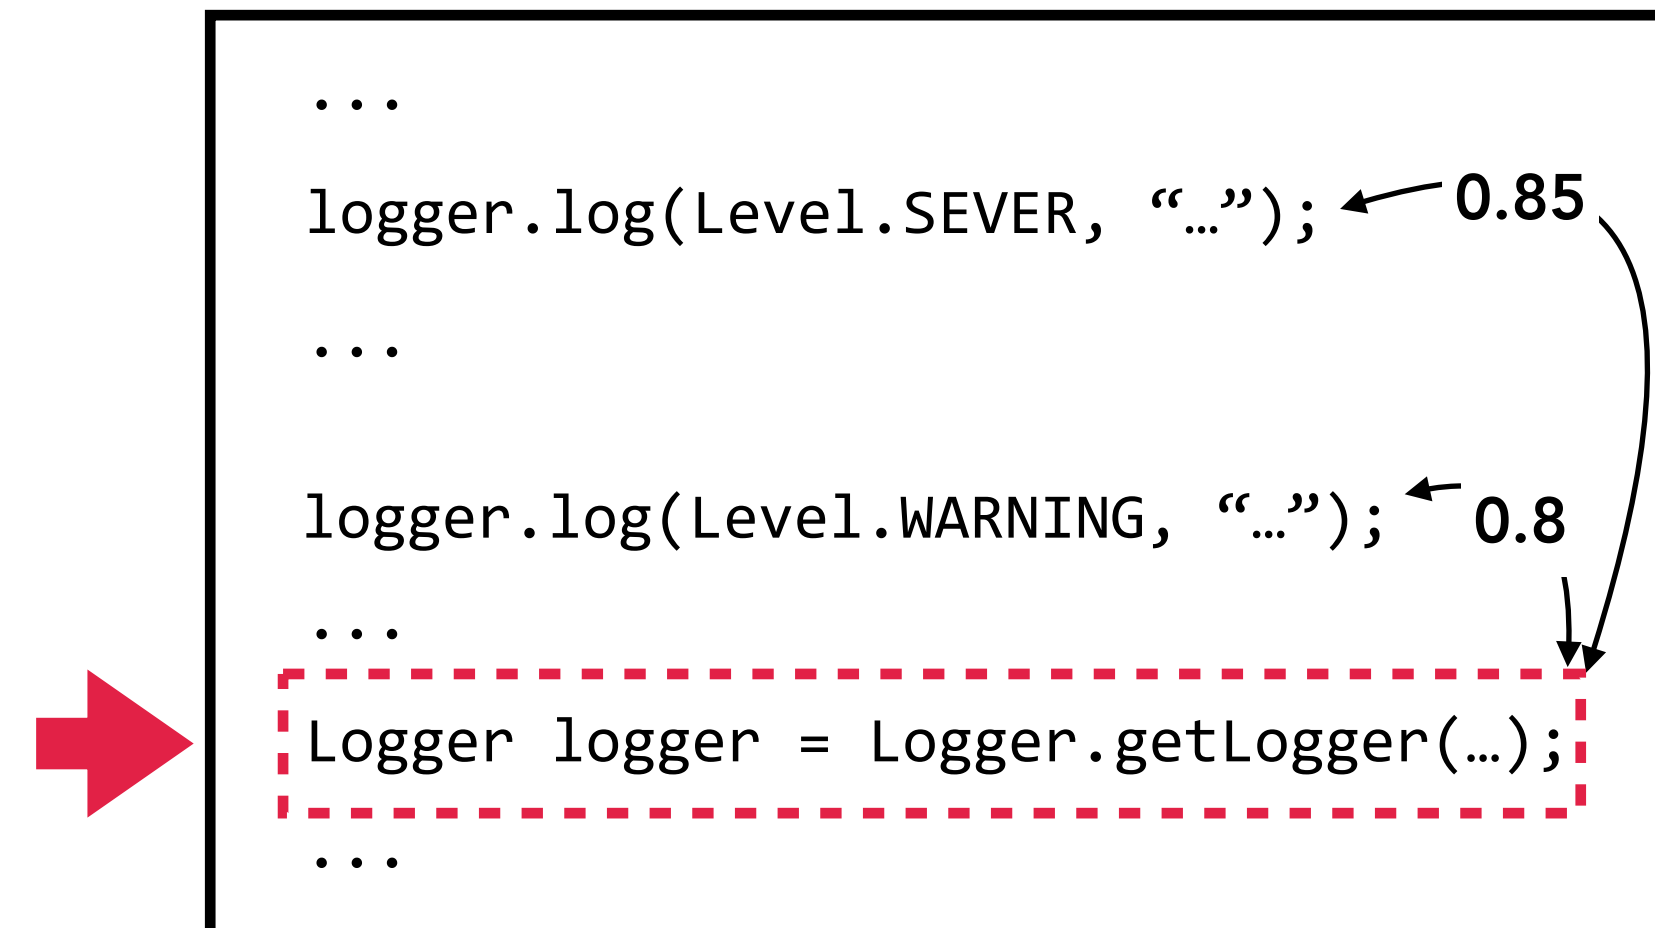 ...
logger.log(Level.SEVER, “…”); 0.85
...
logger.log(Level.WARNING, “…”); 0.8
...
Logger logger = Logger.getLogger(…);
...